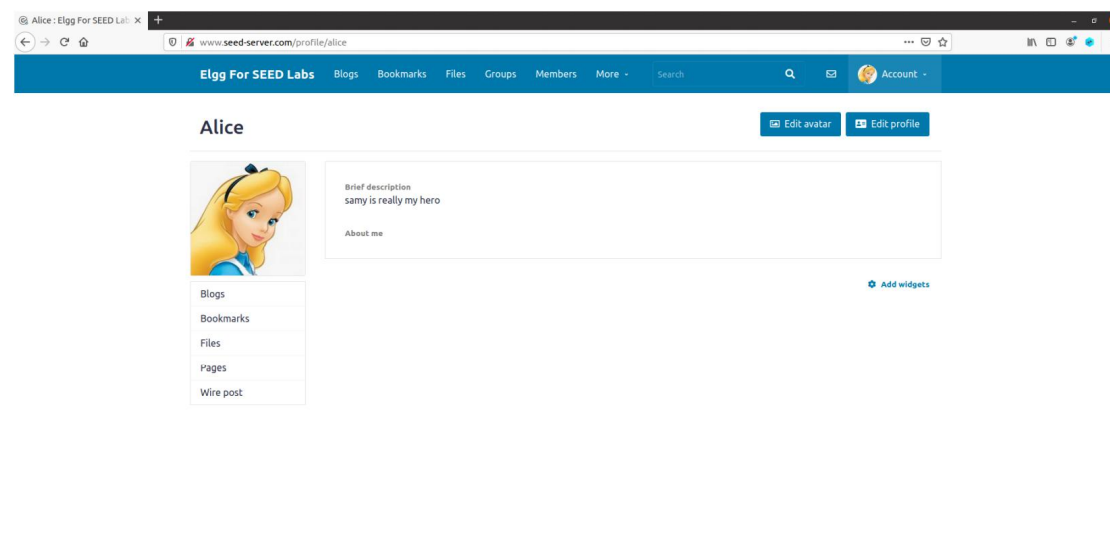 Alice : Elgg For SEED Lab
www.seed-server.com/profile/alice
Elgg For SEED Labs Blogs Bookmarks Files Groups Members More Search Account
Alice
Edit avatar Edit profile
Brief description
samy is really my hero
About me
Add widgets
Blogs
Bookmarks
Files
Pages
Wire post